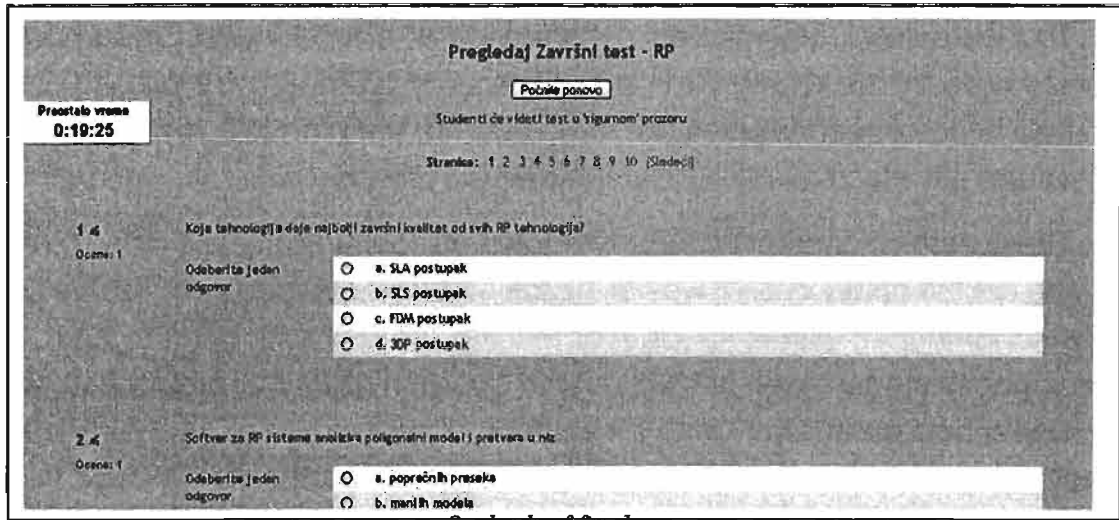 Pregledaj Završni test - RP
Počnite ponovo
Preostalo vreme
0:19:25
Studenti će videti test u 'sigurnom' prozoru
Stranica: 1 2 3 4 5 6 7 8 9 10 (Sledeći)
1
Ocena: 1
Koja tehnologija daje najbolji završni kvalitet od svih RP tehnologija?
Odaberite jedan
odgovor
a. SLA postupak
b. SLS postupak
c. FDM postupak
d. 3DP postupak
2
Ocena: 1
Softver za RP sisteme analizira poligonalni model i pretvara u niz
Odaberite jedan
odgovor
a. poprečnih preseka
b. manjih modela